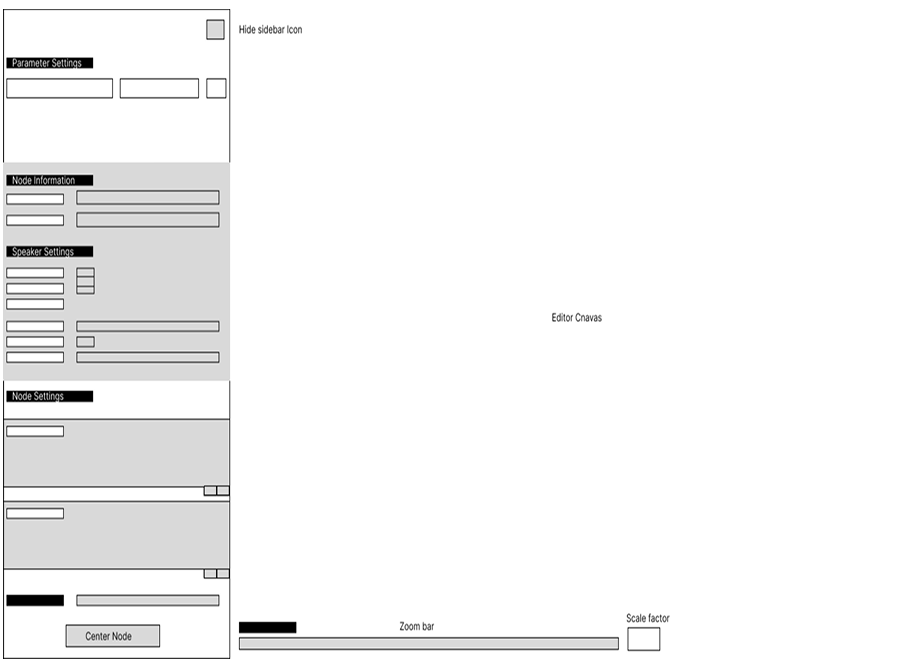 Hide sidebar Icon
Parameter Settings
Node Information
Speaker Settings
Editor Cnavas
Node Settings
Scale factor
Zoom bar
Center Node